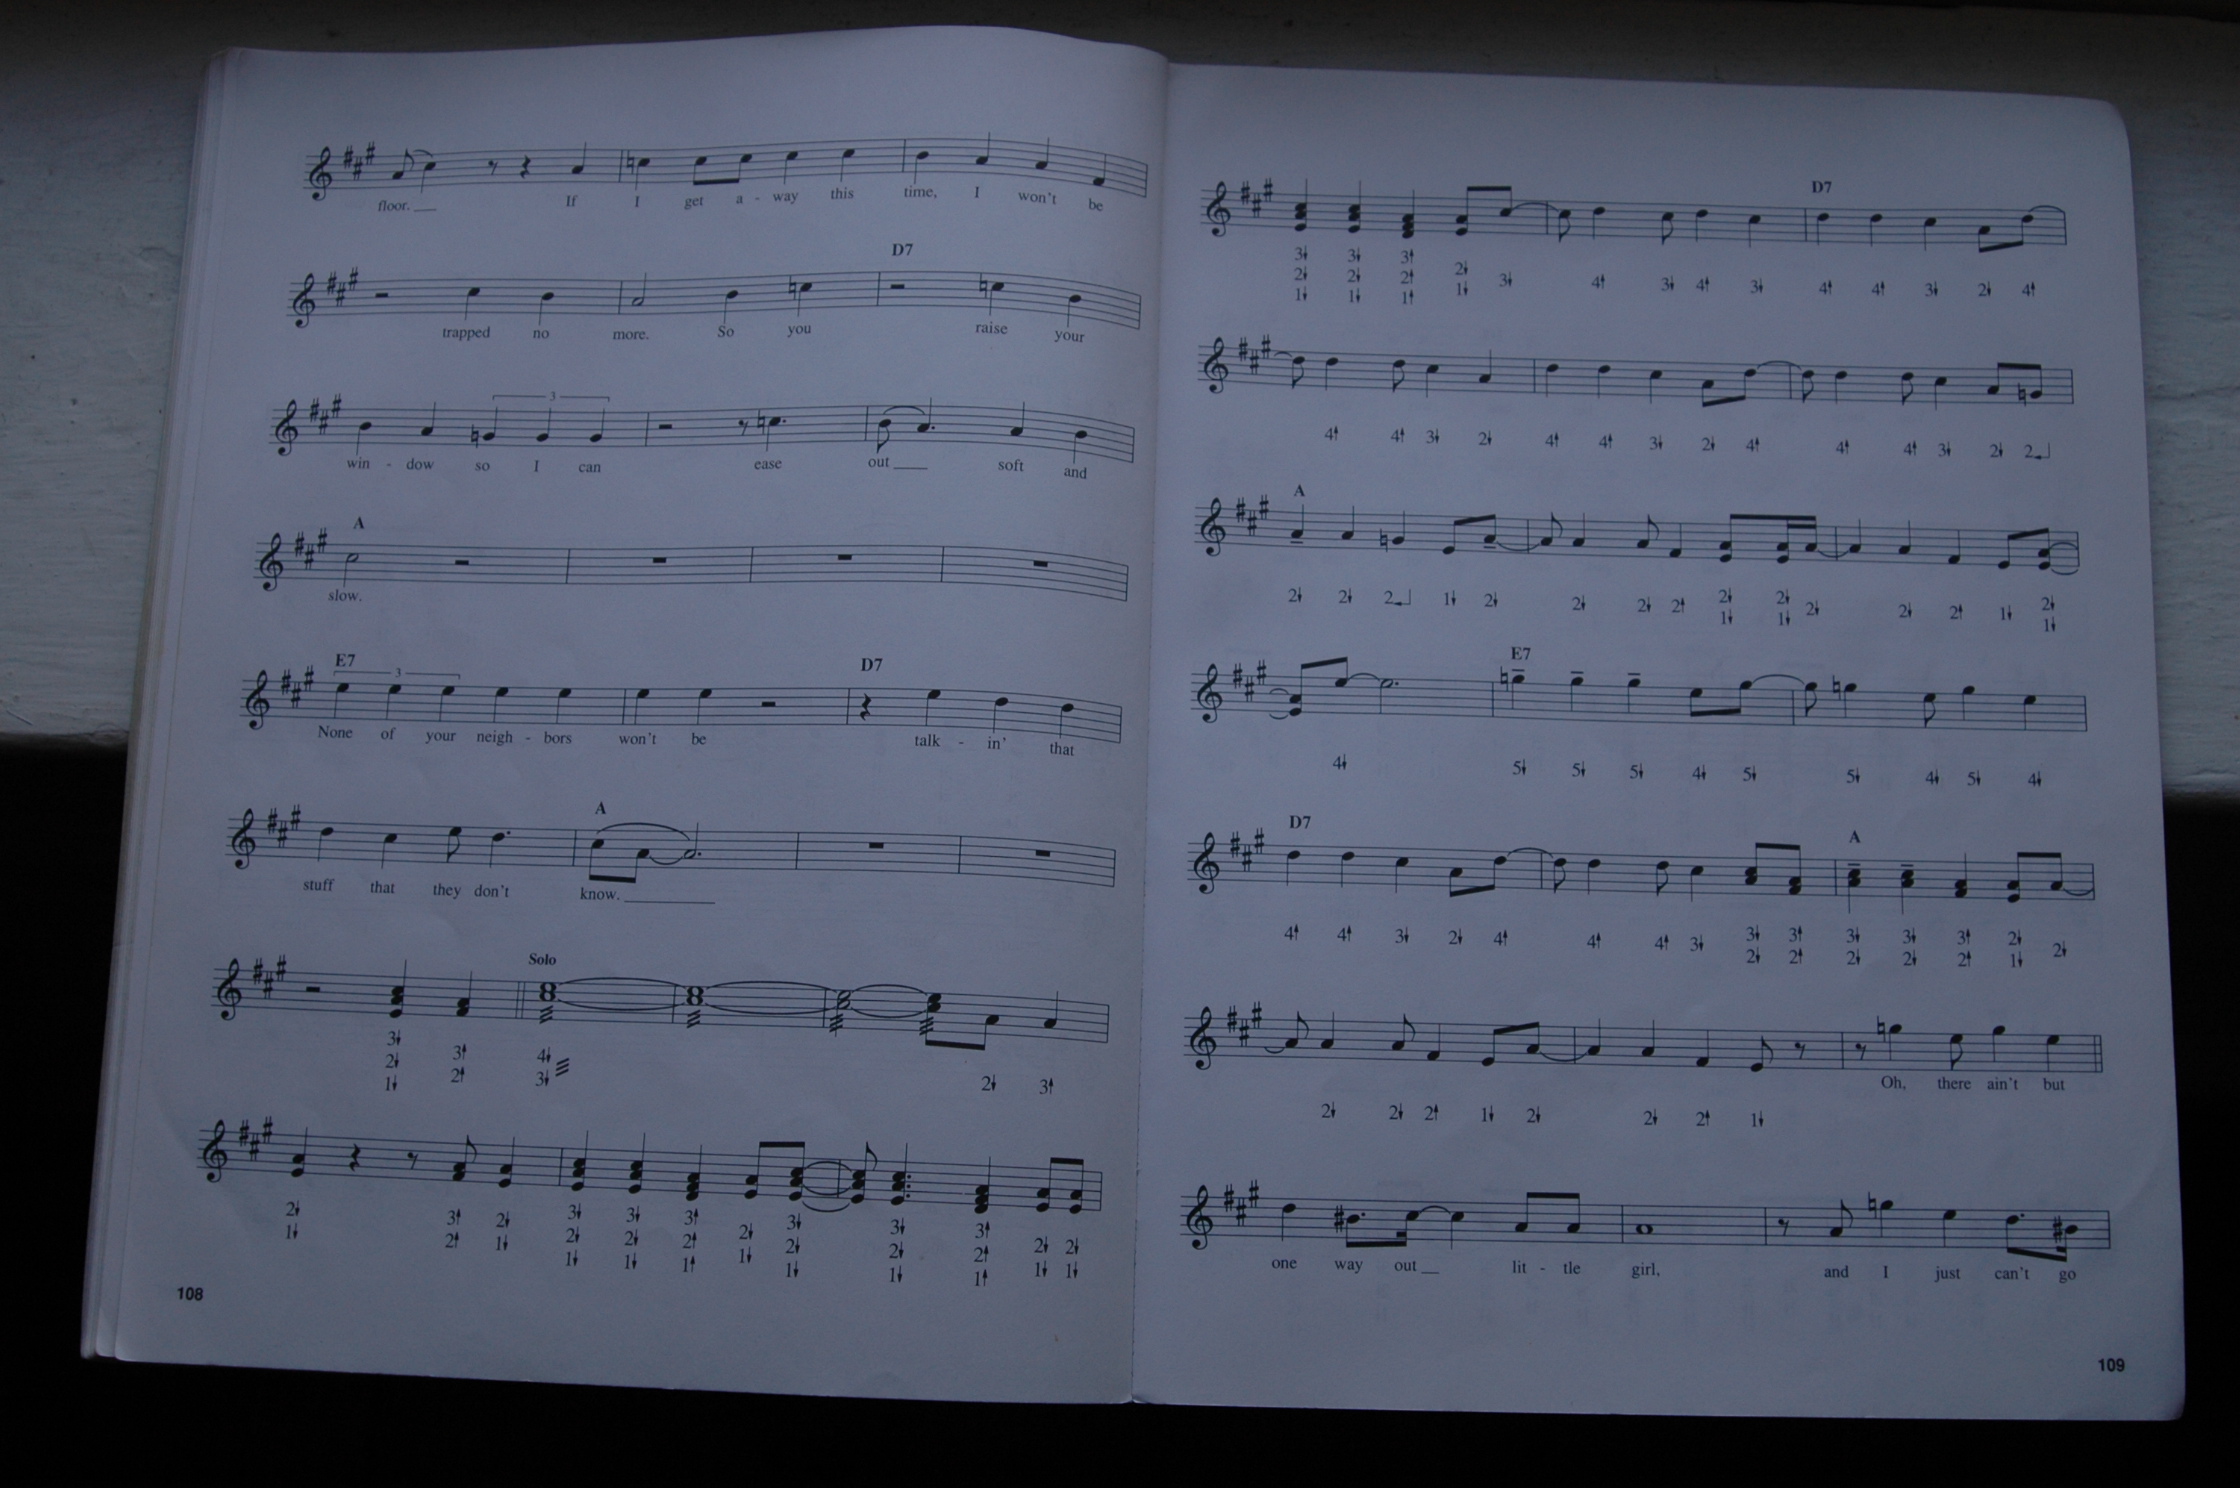 floor. If I get a - way this time, I won't be
D7
trapped no more. So you raise your
3
win - dow so I can ease out soft and
A
slow.
E7 3 D7
None of your neigh - bors won't be talk - in' that
A
stuff that they don't know.
Solo
3↓ 4↓
2↓ 3↑ 3↓ 2↓ 3↑
1↓ 2↑
2↓ 3↑ 2↓ 3↓ 3↓ 3↑ 2↓ 3↓ 3↓ 3↑ 2↓ 2↓
1↓ 2↑ 1↓ 2↓ 2↓ 2↑ 1↓ 2↓ 2↓ 2↑ 1↓ 1↓
1↓ 1↓ 1↑ 1↓ 1↓ 1↑
108
D7
3↓ 3↓ 3↑ 2↓ 3↓ 4↑ 3↓ 4↑ 3↓ 4↑ 4↑ 3↓ 2↓ 4↑
2↓ 2↓ 2↑ 1↓
1↓ 1↓ 1↑
4↑ 4↑ 3↓ 2↓ 4↑ 4↑ 3↓ 2↓ 4↑ 4↑ 4↑ 3↓ 2↓ 2
A
2↓ 2↓ 2 1↓ 2↓ 2↓ 2↓ 2↑ 2↓ 2↓ 2↓ 2↓ 2↑ 1↓ 2↓
1↓ 1↓ 1↓
E7
4↓ 5↓ 5↓ 5↓ 4↓ 5↓ 5↓ 4↓ 5↓ 4↓
D7 A
4↑ 4↑ 3↓ 2↓ 4↑ 4↑ 4↑ 3↓ 3↓ 3↑ 3↓ 3↓ 3↑ 2↓ 2↓
2↓ 2↑ 2↓ 2↓ 2↑ 1↓
Oh, there ain't but
2↓ 2↓ 2↑ 1↓ 2↓ 2↓ 2↑ 1↓
one way out lit - tle girl, and I just can't go
109